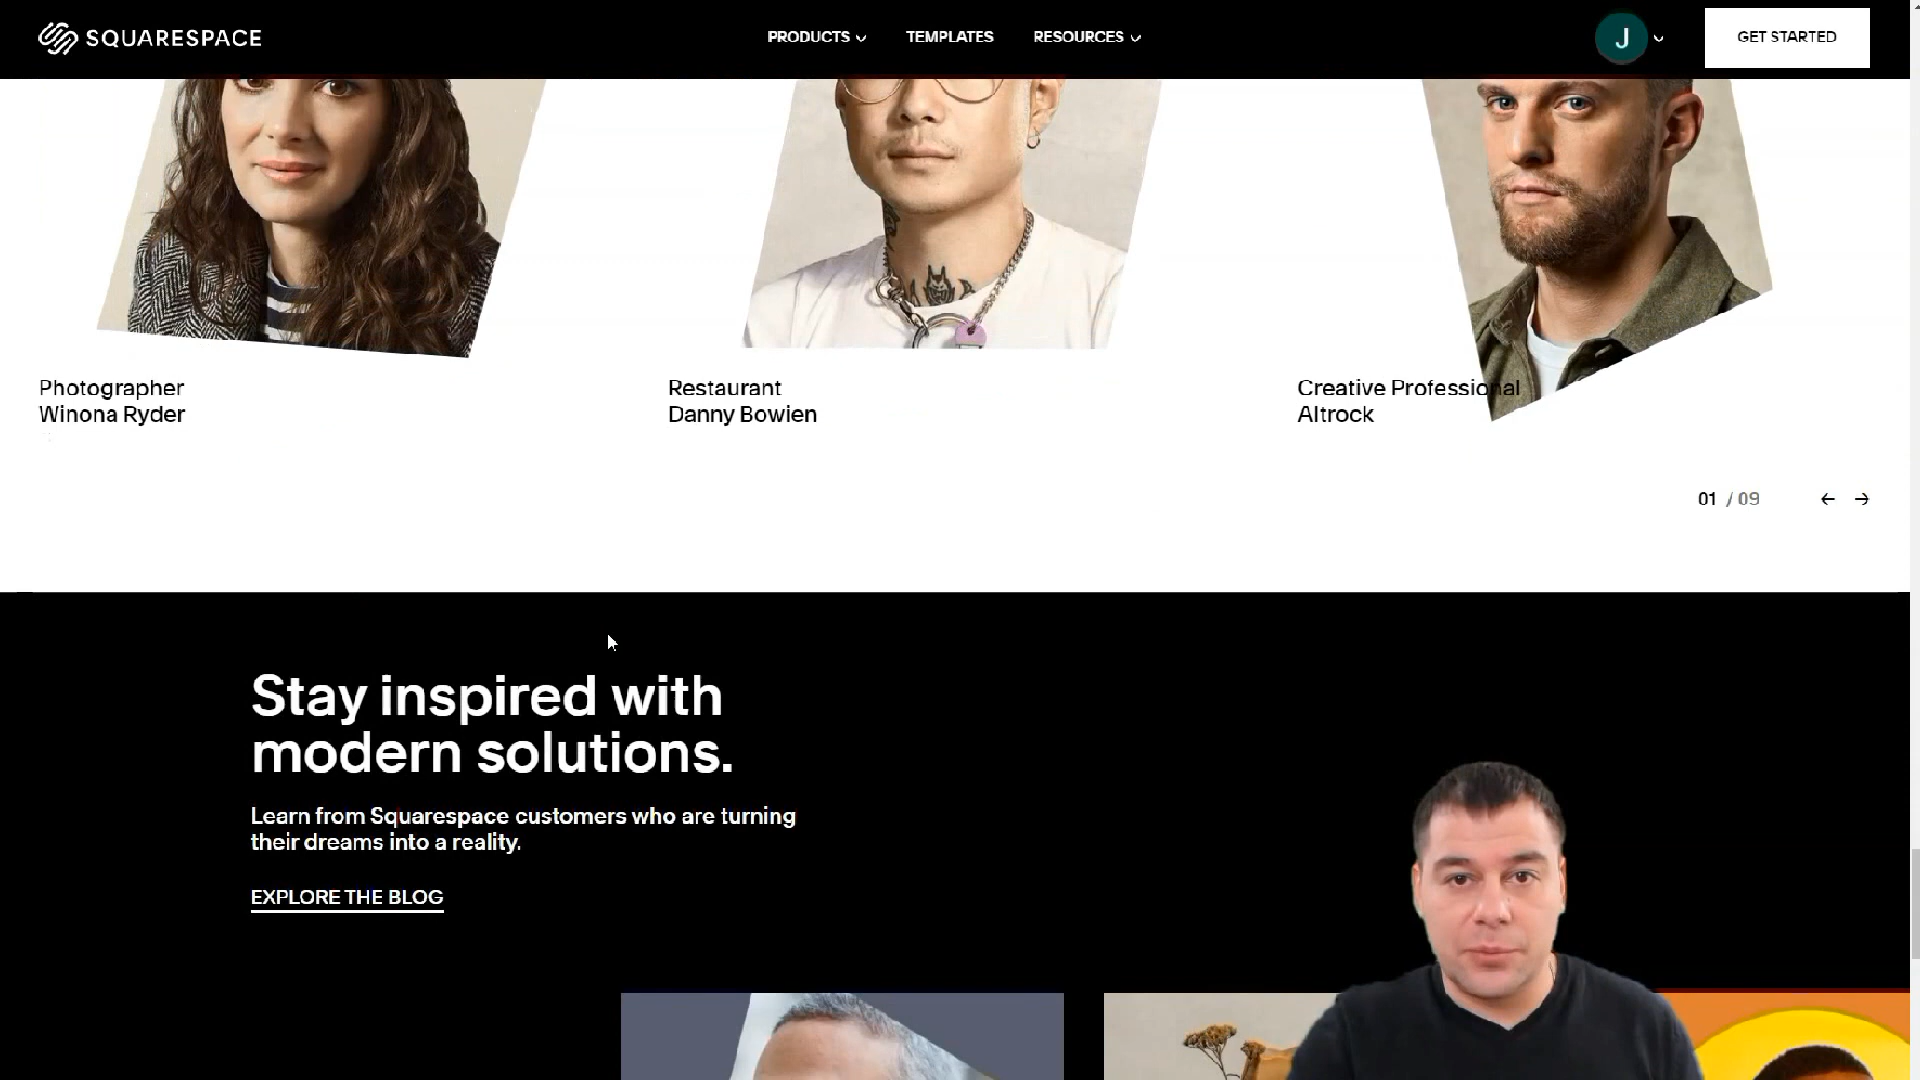 SQUARESPACE
PRODUCTS
TEMPLATES
RESOURCES
J
GET STARTED
Photographer
Winona Ryder
Restaurant
Danny Bowien
Creative Professional
Altrock
01 / 09
Stay inspired with
modern solutions.
Learn from Squarespace customers who are turning
their dreams into a reality.
EXPLORE THE BLOG